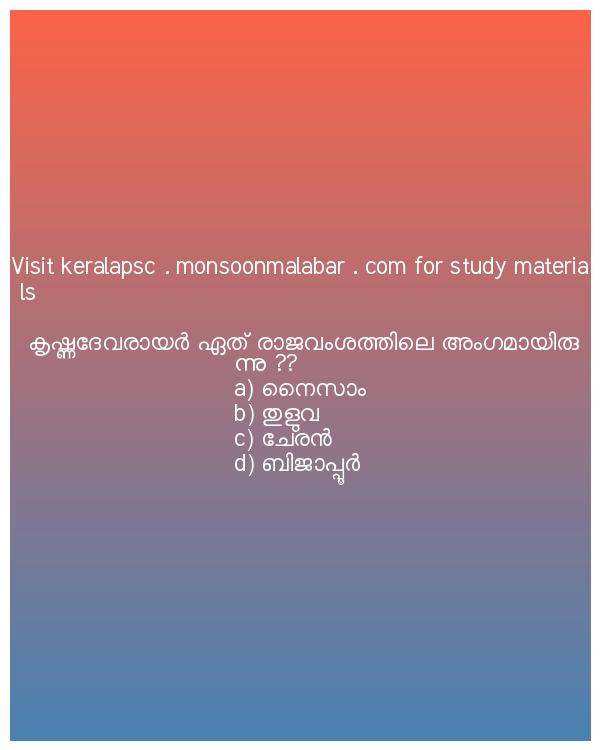 Visit keralapsc . monsoonmalabar . com for study materia
ls
കൃഷ്ണദേവരായർ ഏത് രാജവംശത്തിലെ അംഗമായിരു
ന്നു ??
a) നൈസാം
b) തുളുവ
c) ചേരൻ
d) ബിജാപ്പൂർ